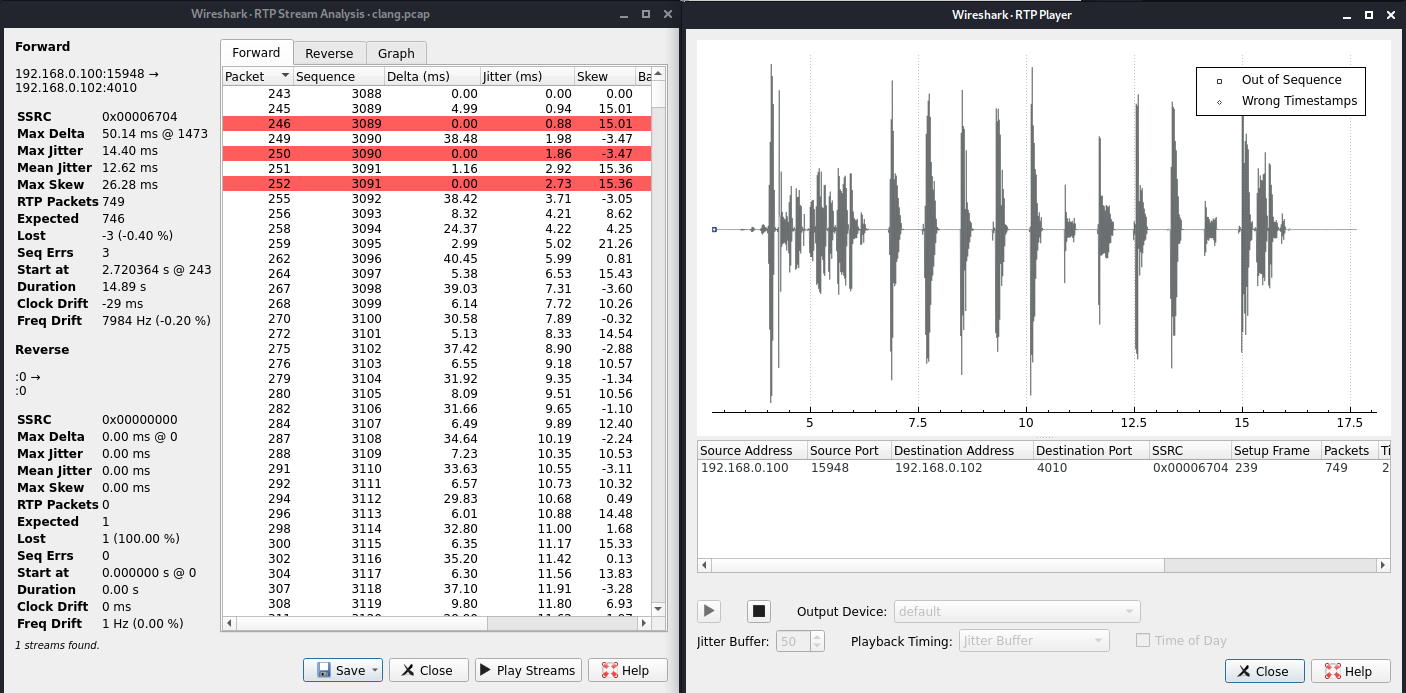 Wireshark · RTP Stream Analysis · clang.pcap
Forward
192.168.0.100:15948 →
192.168.0.102:4010
SSRC 0x00006704
Max Delta 50.14 ms @ 1473
Max Jitter 14.40 ms
Mean Jitter 12.62 ms
Max Skew 26.28 ms
RTP Packets 749
Expected 746
Lost -3 (-0.40 %)
Seq Errs 3
Start at 2.720364 s @ 243
Duration 14.89 s
Clock Drift -29 ms
Freq Drift 7984 Hz (-0.20 %)
Reverse
:0 →
:0
SSRC 0x00000000
Max Delta 0.00 ms @ 0
Max Jitter 0.00 ms
Mean Jitter 0.00 ms
Max Skew 0.00 ms
RTP Packets 0
Expected 1
Lost 1 (100.00 %)
Seq Errs 0
Start at 0.000000 s @ 0
Duration 0.00 s
Clock Drift 0 ms
Freq Drift 1 Hz (0.00 %)
1 streams found.
Forward Reverse Graph
Packet Sequence Delta (ms) Jitter (ms) Skew Ba
243 3088 0.00 0.00 0.00
245 3089 4.99 0.94 15.01
246 3089 0.00 0.88 15.01
249 3090 38.48 1.98 -3.47
250 3090 0.00 1.86 -3.47
251 3091 1.16 2.92 15.36
252 3091 0.00 2.73 15.36
255 3092 38.42 3.71 -3.05
256 3093 8.32 4.21 8.62
258 3094 24.37 4.22 4.25
259 3095 2.99 5.02 21.26
262 3096 40.45 5.99 0.81
264 3097 5.38 6.53 15.43
267 3098 39.03 7.31 -3.60
268 3099 6.14 7.72 10.26
270 3100 30.58 7.89 -0.32
272 3101 5.13 8.33 14.54
275 3102 37.42 8.90 -2.88
276 3103 6.55 9.18 10.57
279 3104 31.92 9.35 -1.34
280 3105 8.09 9.51 10.56
282 3106 31.66 9.65 -1.10
284 3107 6.49 9.89 12.40
287 3108 34.64 10.19 -2.24
288 3109 7.23 10.35 10.53
291 3110 33.63 10.55 -3.11
292 3111 6.57 10.73 10.32
294 3112 29.83 10.68 0.49
296 3113 6.01 10.88 14.48
298 3114 32.80 11.00 1.68
300 3115 6.35 11.17 15.33
302 3116 35.20 11.42 0.13
304 3117 6.30 11.56 13.83
307 3118 37.10 11.91 -3.28
308 3119 9.80 11.80 6.93
Save Close Play Streams Help
Wireshark · RTP Player
Out of Sequence
Wrong Timestamps
5 7.5 10 12.5 15 17.5
Source Address Source Port Destination Address Destination Port SSRC Setup Frame Packets Ti
192.168.0.100 15948 192.168.0.102 4010 0x00006704 239 749 2
Output Device: default
Jitter Buffer: 50 Playback Timing: Jitter Buffer Time of Day
Close Help